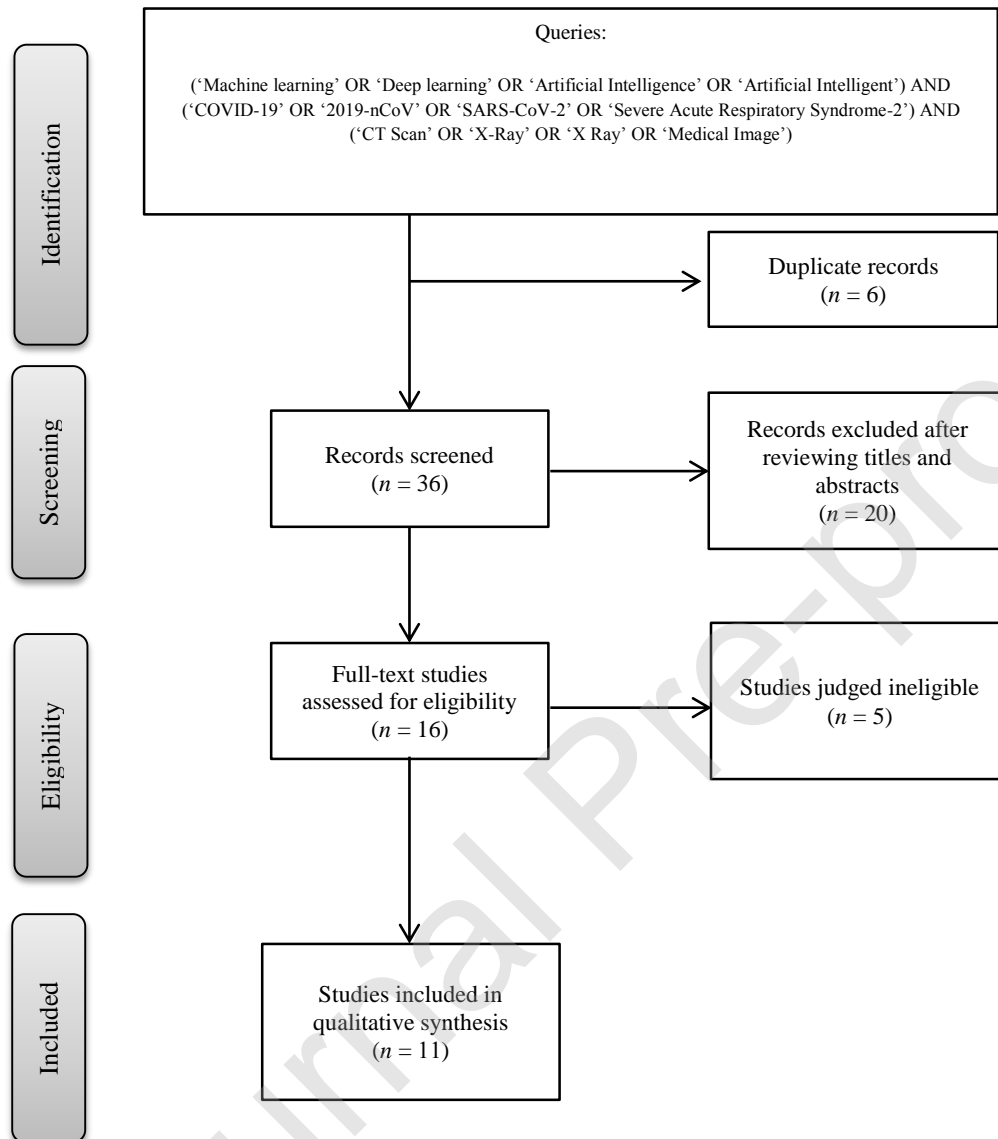 Queries:
(‘Machine learning’ OR ‘Deep learning’ OR ‘Artificial Intelligence’ OR ‘Artificial Intelligent’) AND
(‘COVID-19’ OR ‘2019-nCoV’ OR ‘SARS-CoV-2’ OR ‘Severe Acute Respiratory Syndrome-2’) AND
(‘CT Scan’ OR ‘X-Ray’ OR ‘X Ray’ OR ‘Medical Image’)
Identification
Duplicate records
(n = 6)
Screening
Records screened
(n = 36)
Records excluded after
reviewing titles and
abstracts
(n = 20)
Eligibility
Full-text studies
assessed for eligibility
(n = 16)
Studies judged ineligible
(n = 5)
Included
Studies included in
qualitative synthesis
(n = 11)
urnal Pre-pro